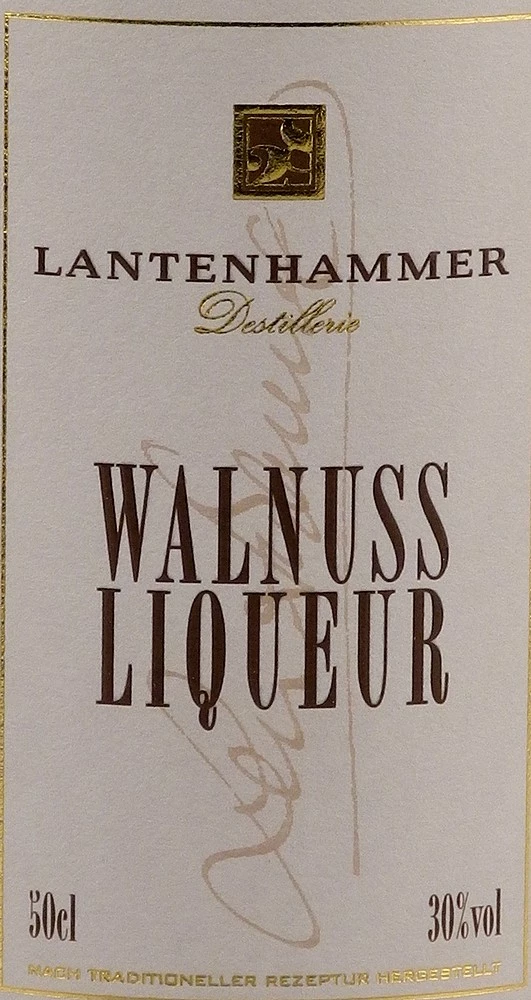 LANTENHAMMER
Destillerie
WALNUSS
LIQUEUR
50cl
30%vol
NACH TRADITIONELLER REZEPTUR HERGESTELLT